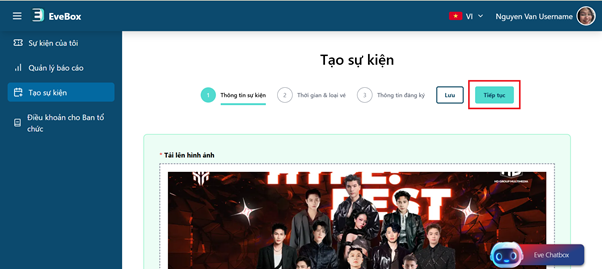 EveBox
VI
Nguyen Van Username
Sự kiện của tôi
Quản lý báo cáo
Tạo sự kiện
Điều khoản cho Ban tổ
chức
Tạo sự kiện
1 Thông tin sự kiện
2 Thời gian & loại vé
3 Thông tin đăng ký
Lưu
Tiếp tục
* Tải lên hình ảnh
HYPE!
FEST
Eve Chatbox